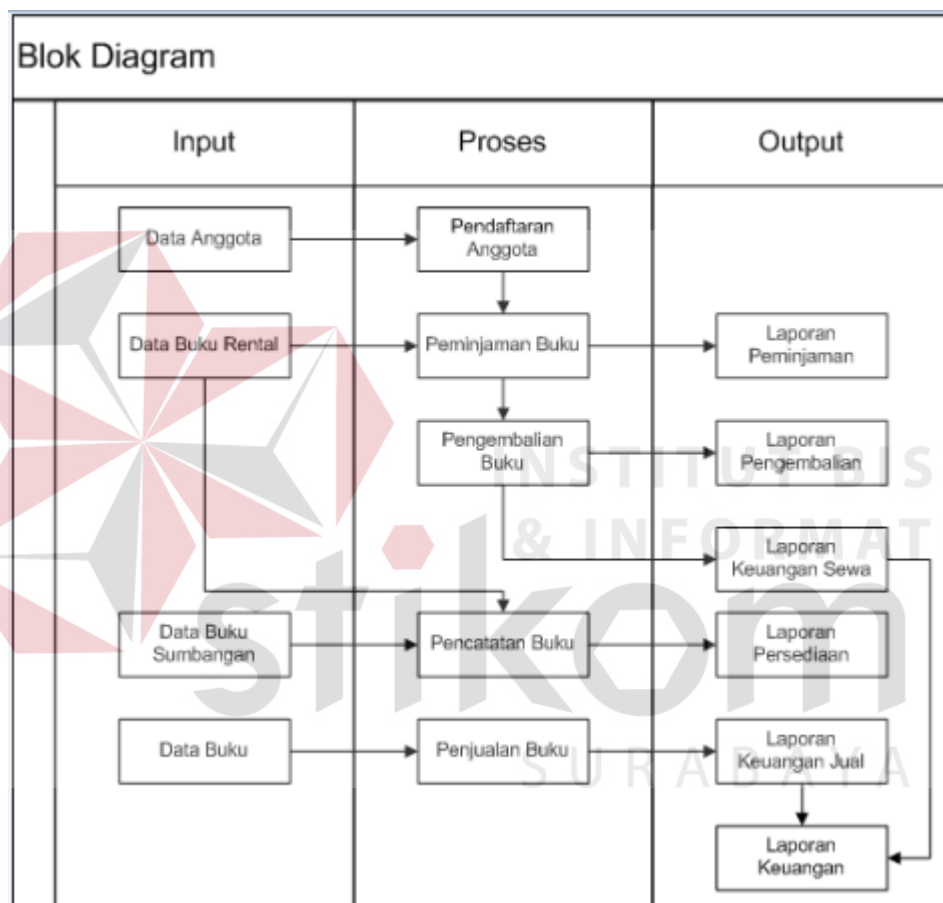 Blok Diagram
Input
Proses
Output
Data Anggota
Pendaftaran
Anggota
Data Buku Rental
Peminjaman Buku
Laporan
Peminjaman
Pengembalian
Buku
Laporan
Pengembalian
Laporan
Keuangan Sewa
Data Buku
Sumbangan
Pencatatan Buku
Laporan
Persediaan
Data Buku
Penjualan Buku
Laporan
Keuangan Jual
Laporan
Keuangan
INSTITUT BIS
& INFORMAT
stikom
SURABAYA